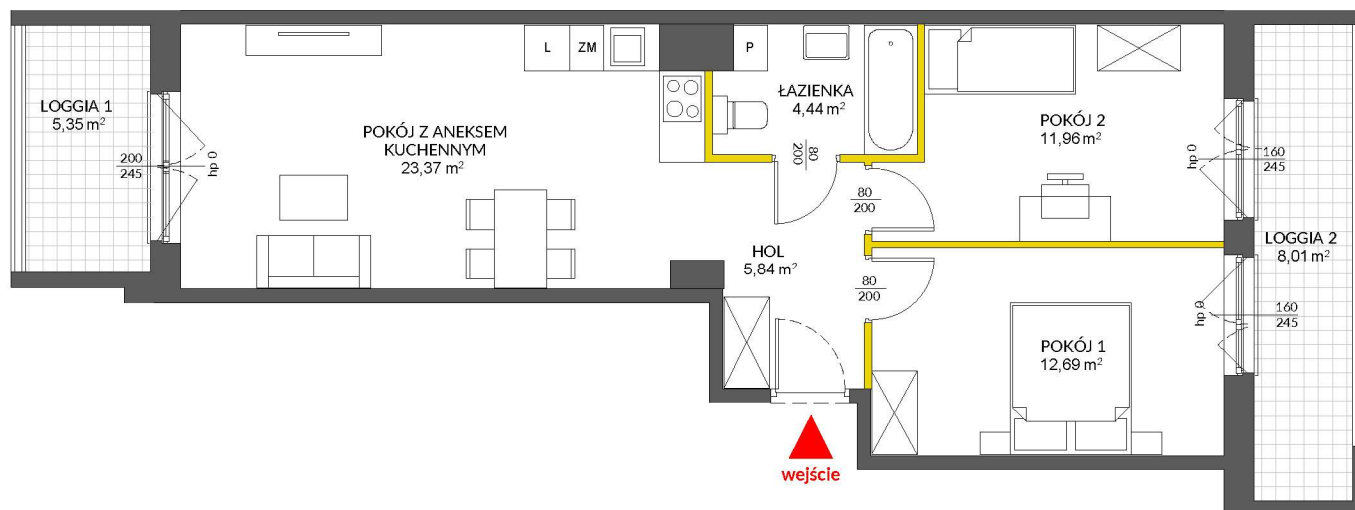 LOGGIA 1
5,35 m²
200
245
hp 0
POKÓJ Z ANEKSEM
KUCHENNYM
23,37 m²
L
ZM
P
ŁAZIENKA
4,44 m²
80
200
POKÓJ 2
11,96 m²
hp 0
160
245
80
200
HOL
5,84 m²
80
200
LOGGIA 2
8,01 m²
hp 0
160
245
POKÓJ 1
12,69 m²
wejście